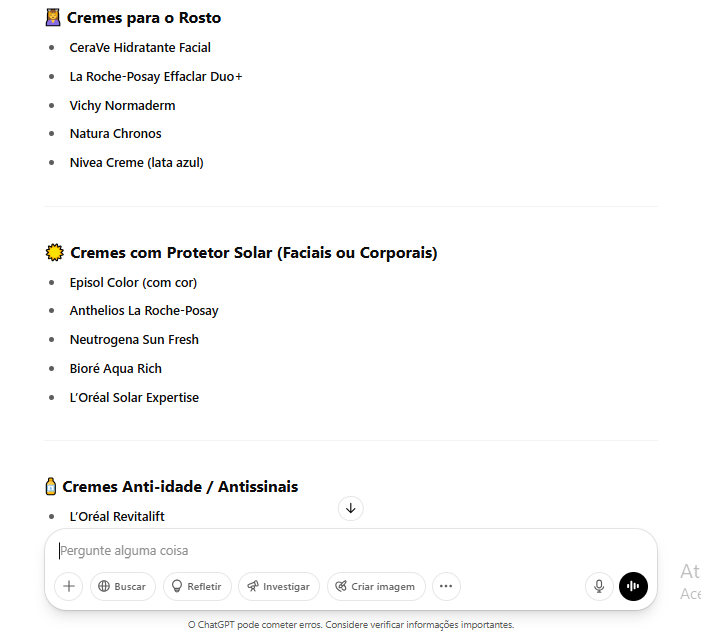 Cremes para o Rosto
CeraVe Hidratante Facial
La Roche-Posay Effaclar Duo+
Vichy Normaderm
Natura Chronos
Nivea Creme (lata azul)
Cremes com Protetor Solar (Faciais ou Corporais)
Episol Color (com cor)
Anthelios La Roche-Posay
Neutrogena Sun Fresh
Bioré Aqua Rich
L’Oréal Solar Expertise
Cremes Anti-idade / Antissinais
L’Oréal Revitalift
Pergunte alguma coisa
Buscar Refletir Investigar Criar imagem
At
Ace
O ChatGPT pode cometer erros. Considere verificar informações importantes.